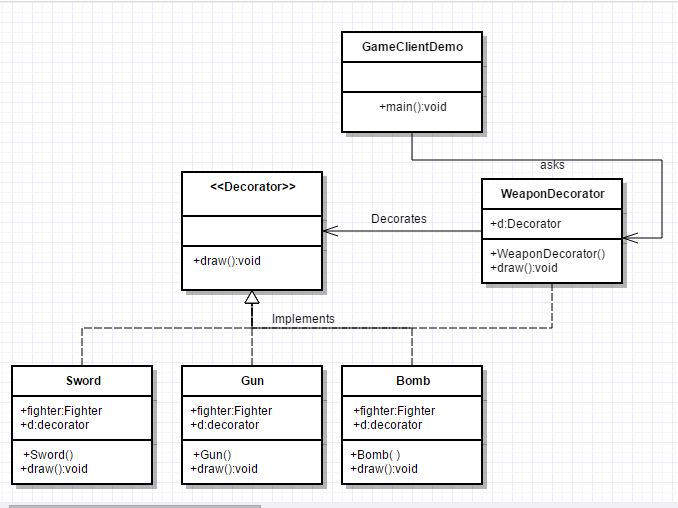 GameClientDemo
+main():void
asks
<<Decorator>>
+draw():void
Decorates
WeaponDecorator
+d:Decorator
+WeaponDecorator()
+draw():void
Implements
Sword
+fighter:Fighter
+d:decorator
+Sword()
+draw():void
Gun
+fighter:Fighter
+d:decorator
+Gun()
+draw():void
Bomb
+fighter:Fighter
+d:decorator
+Bomb( )
+draw():void